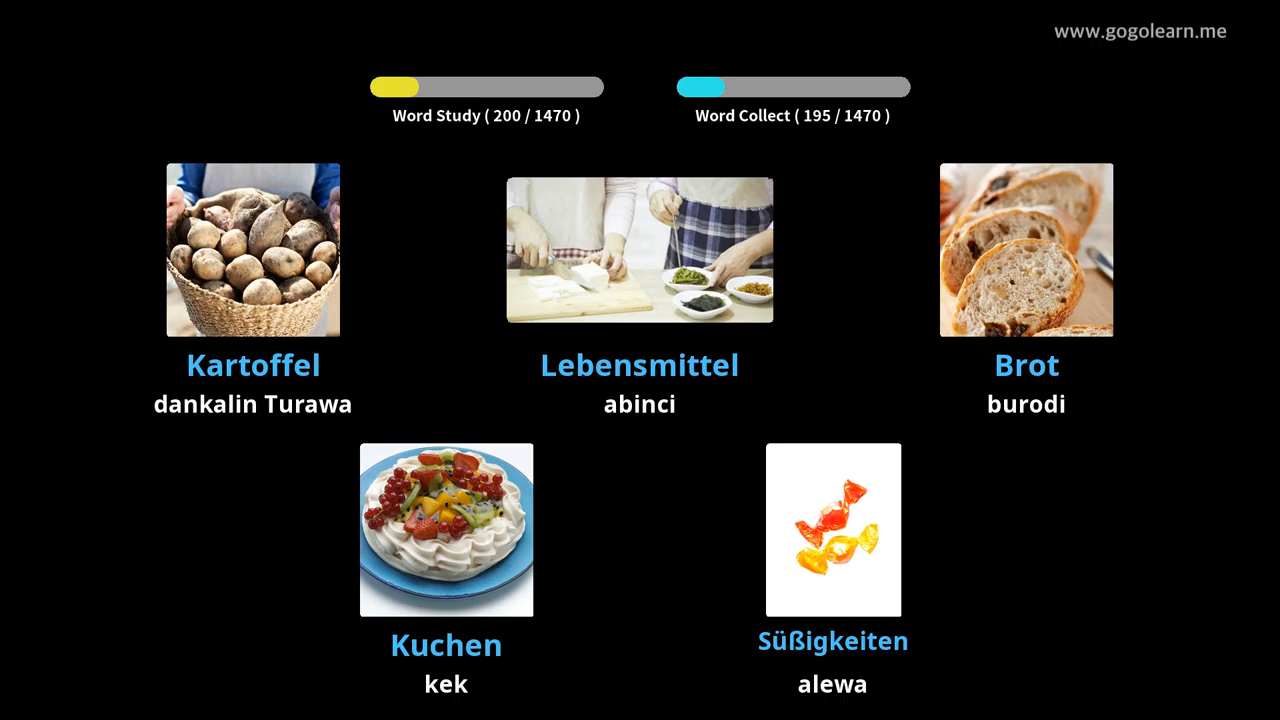 www.gogolearn.me
Word Study ( 200 / 1470 )
Word Collect ( 195 / 1470 )
Kartoffel
dankalin Turawa
Lebensmittel
abinci
Brot
burodi
Kuchen
kek
Süßigkeiten
alewa